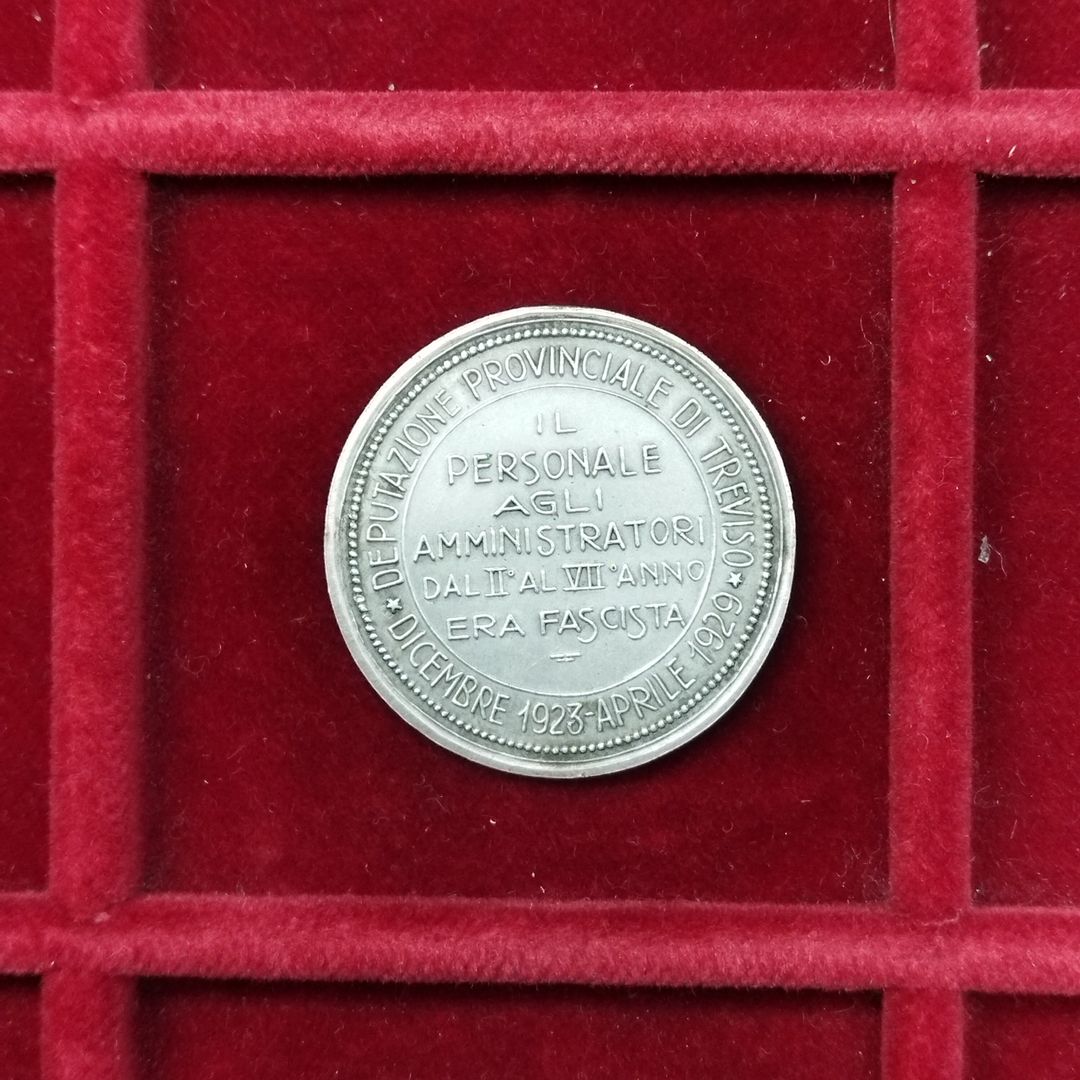 DEPUTAZIONE PROVINCIALE DI TREVISO
IL
PERSONALE
AGLI
AMMINISTRATORI
DAL II° AL VII° ANNO
ERA FASCISTA
DICEMBRE 1923-APRILE 1929